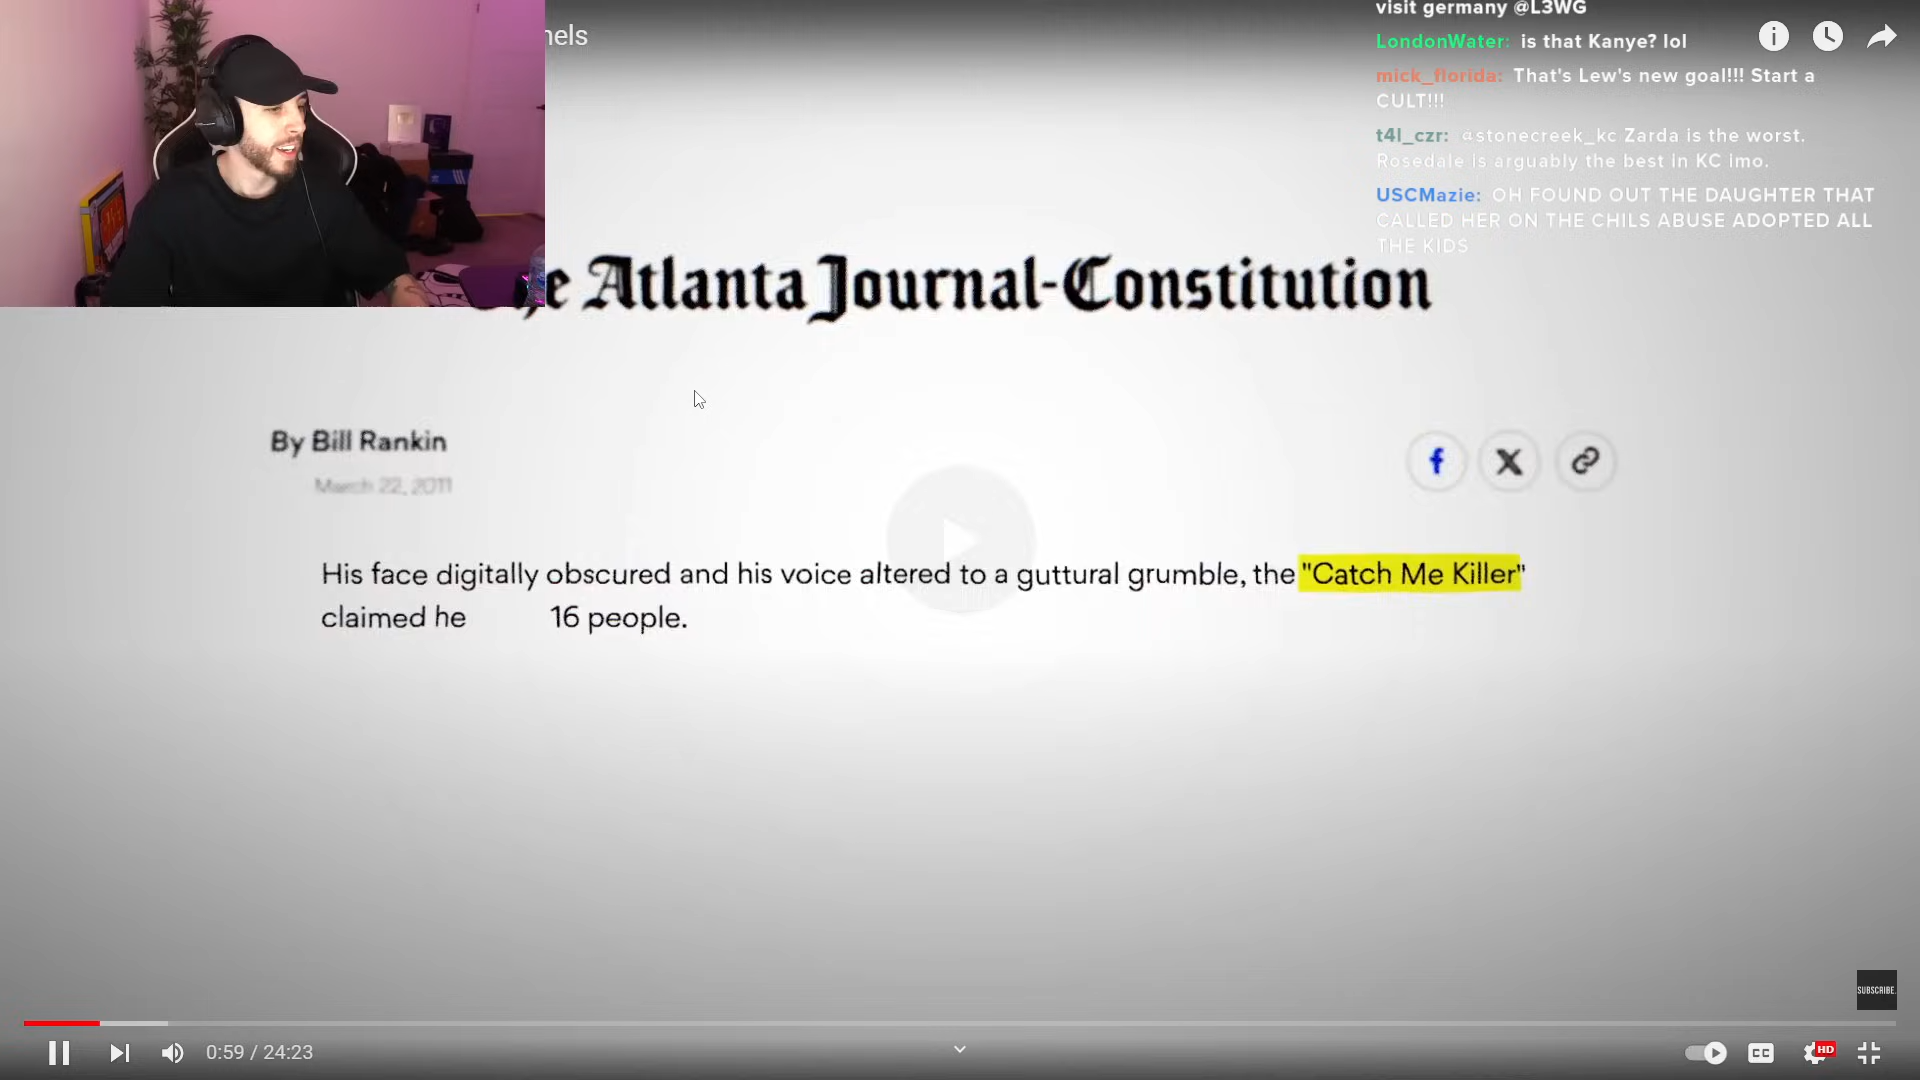 nels
visit germany @L3WG
LondonWater: is that Kanye? lol
mick_florida: That's Lew's new goal!!! Start a
CULT!!!
t4l_czr: @stonecreek_kc Zarda is the worst.
Rosedale is arguably the best in KC imo.
USCMazie: OH FOUND OUT THE DAUGHTER THAT
CALLED HER ON THE CHILS ABUSE ADOPTED ALL
THE KIDS
he Atlanta Journal-Constitution
By Bill Rankin
March 22, 2011
His face digitally obscured and his voice altered to a guttural grumble, the "Catch Me Killer"
claimed he 16 people.
SUBSCRIBE.
0:59 / 24:23
CC
HD